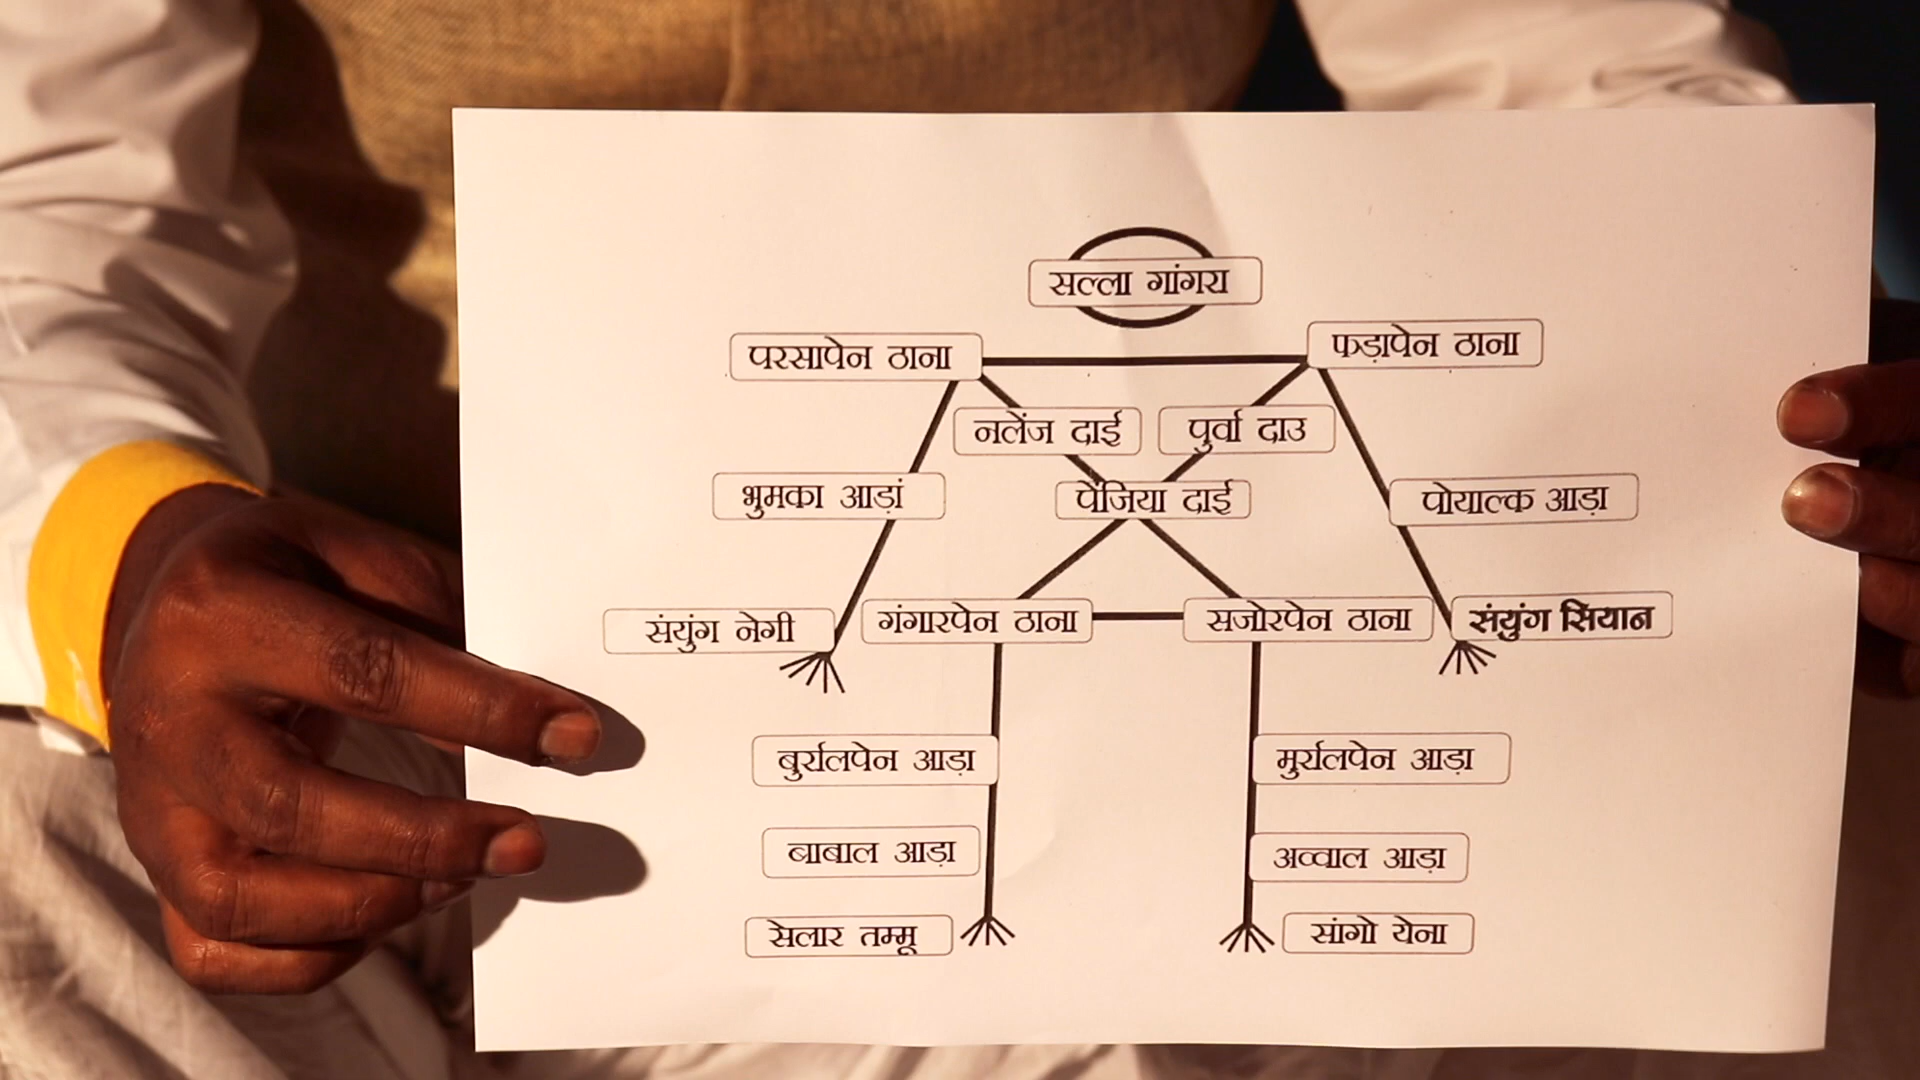 सल्ला गांगरा
परसापेन ठाना
फड़ापेन ठाना
नलेंज दाई
पुर्वा दाउ
भुमका आड़ां
पेंजिया दाई
पोयाल्क आड़ा
संयुंग नेगी
गंगारपेन ठाना
सजोरपेन ठाना
संयुंग सियान
बुर्रालपेन आड़ा
मुर्रालपेन आड़ा
बाबाल आड़ा
अव्वाल आड़ा
सेलार तम्मू
सांगो येना